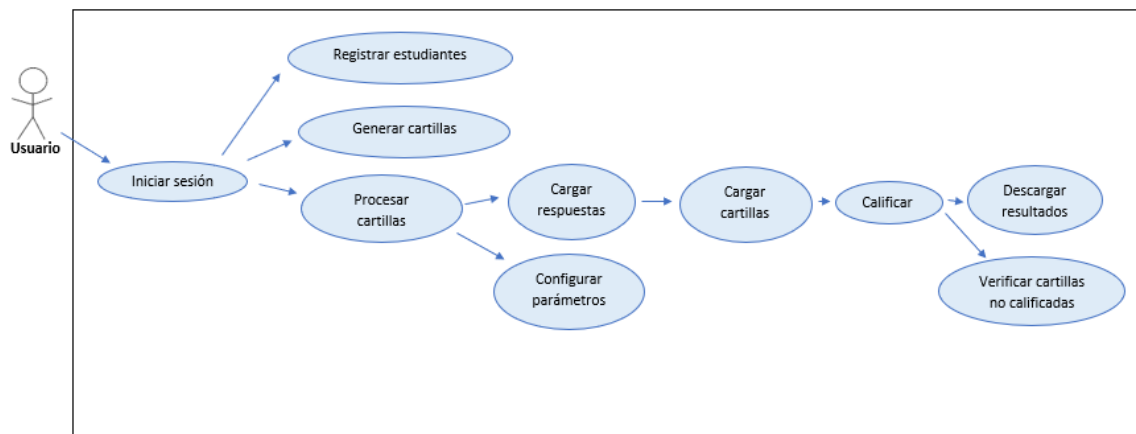 Usuario
Iniciar sesión
Registrar estudiantes
Generar cartillas
Procesar
cartillas
Cargar
respuestas
Configurar
parámetros
Cargar
cartillas
Calificar
Descargar
resultados
Verificar cartillas
no calificadas